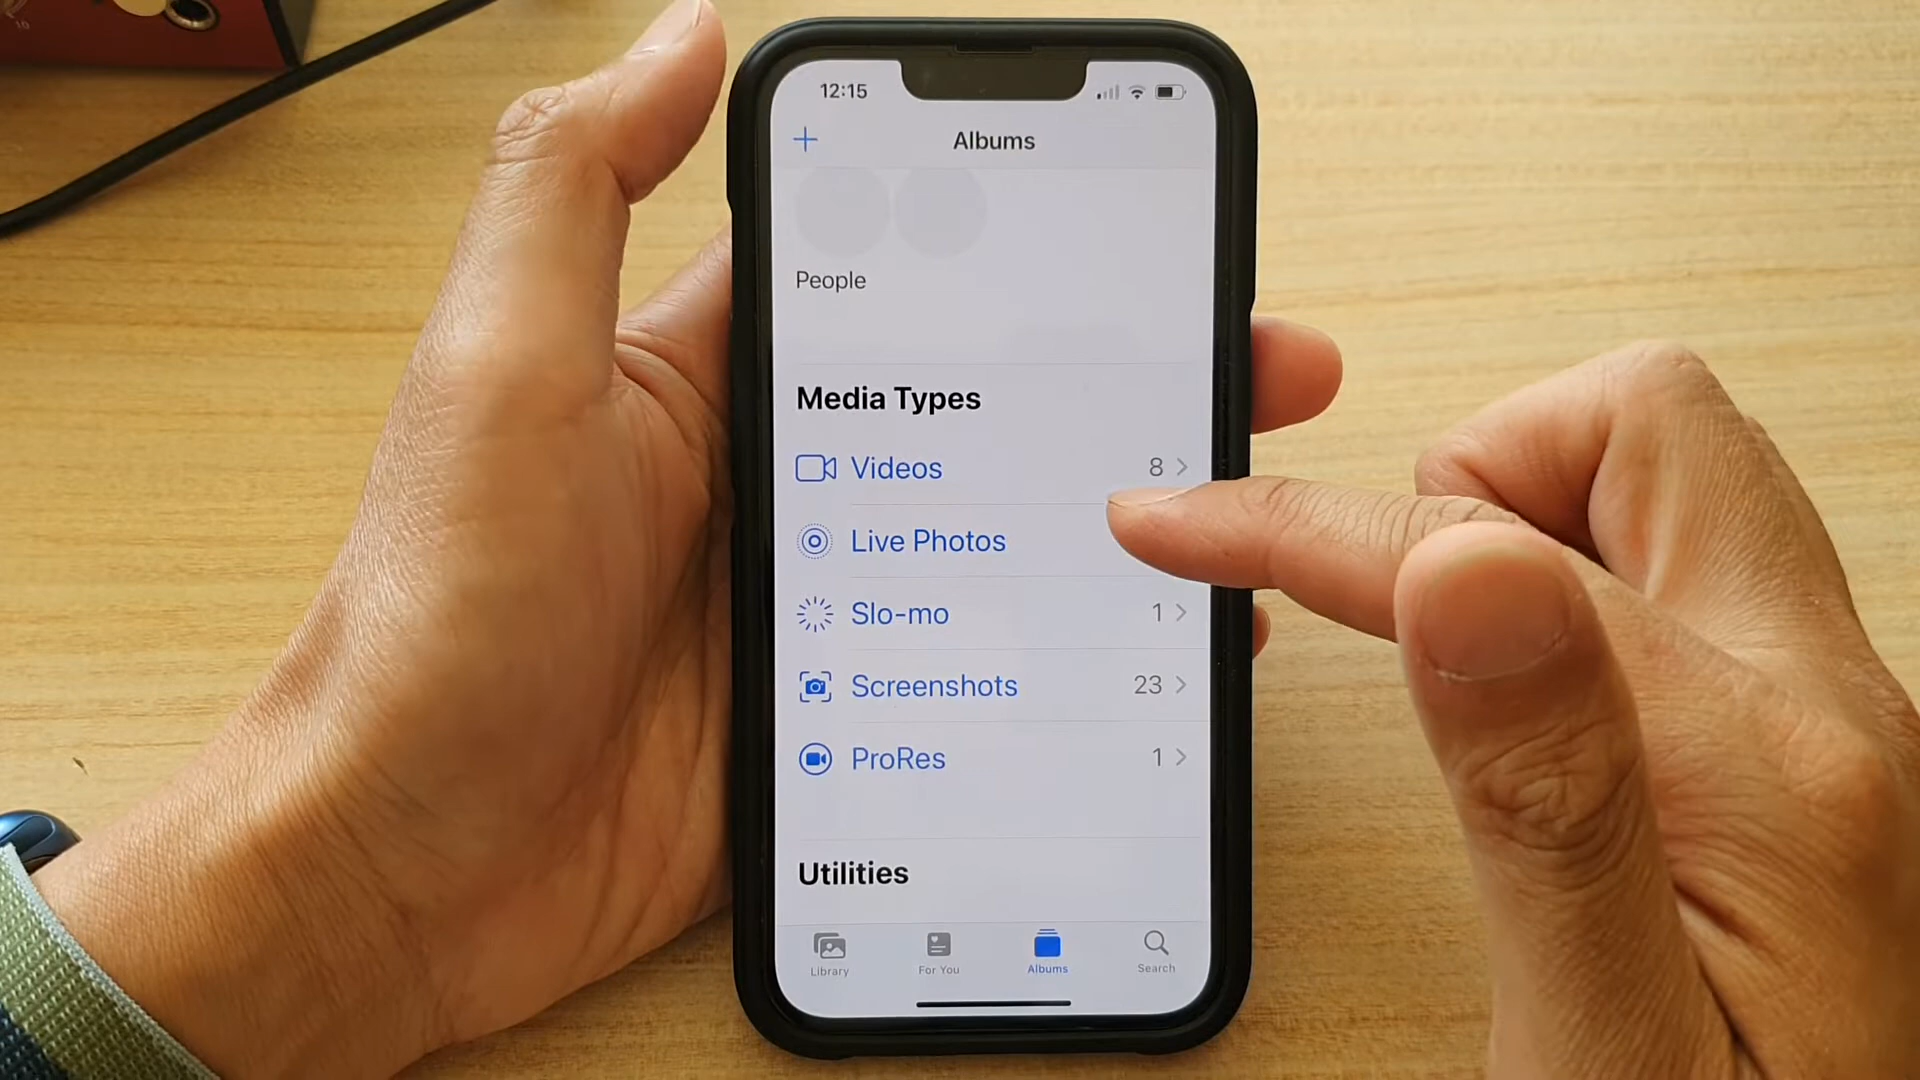 12:15
Albums
People
Media Types
Videos 8
Live Photos
Slo-mo 1
Screenshots 23
ProRes 1
Utilities
Library For You Albums Search
10